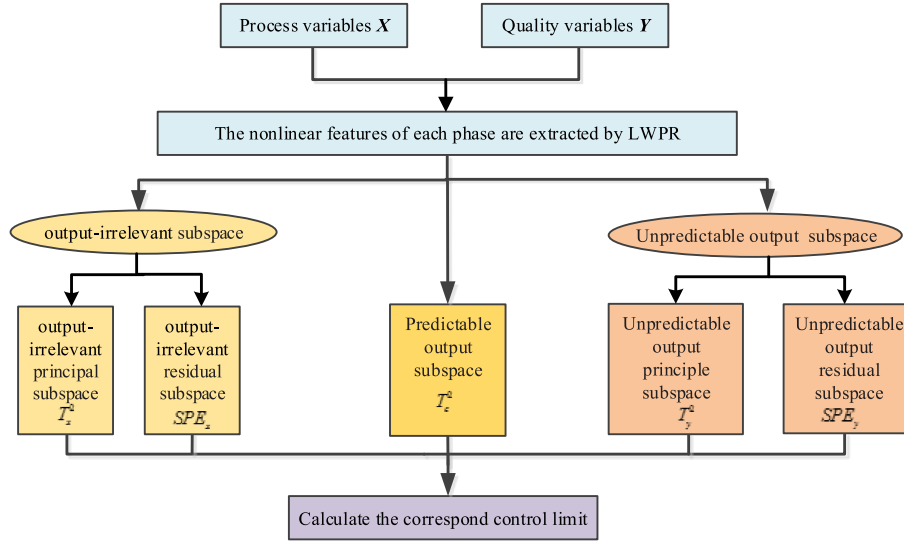 Process variables X
Quality variables Y
The nonlinear features of each phase are extracted by LWPR
output-irrelevant subspace
Unpredictable output subspace
output-
irrelevant
principal
subspace
T_x^2
output-
irrelevant
residual
subspace
SPE_x
Predictable
output
subspace
T_c^2
Unpredictable
output
principle
subspace
T_y^2
Unpredictable
output
residual
subspace
SPE_y
Calculate the correspond control limit